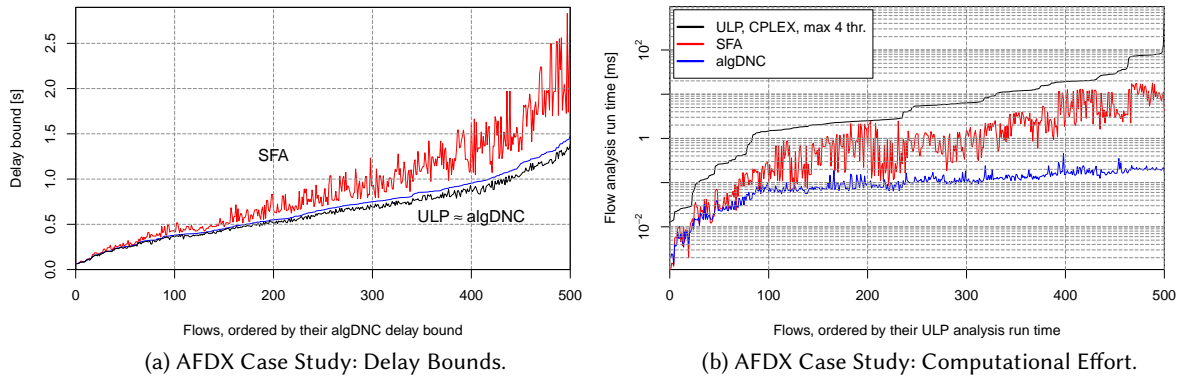 2.5
2.0
1.5
1.0
0.5
0.0
Delay bound [s]
SFA
ULP ≈ algDNC
0 100 200 300 400 500
Flows, ordered by their algDNC delay bound
(a) AFDX Case Study: Delay Bounds.
ULP, CPLEX, max 4 thr.
SFA
algDNC
10²
1
10⁻²
Flow analysis run time [ms]
0 100 200 300 400 500
Flows, ordered by their ULP analysis run time
(b) AFDX Case Study: Computational Effort.